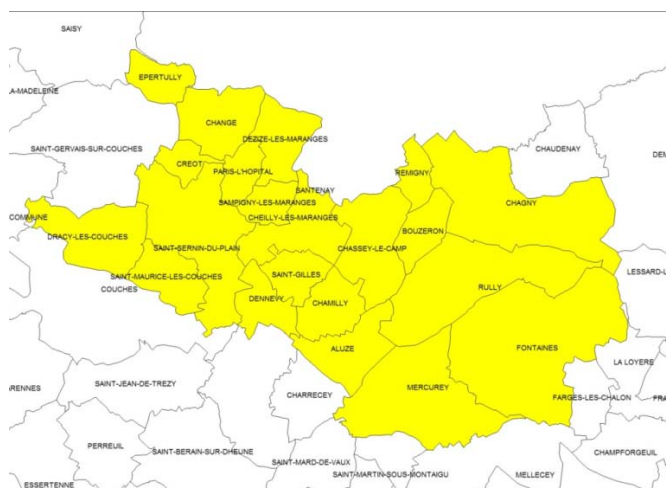 SAISY
EPERTULLY
LA-MADELEINE
CHANGE
DEZIZE-LES-MARANGES
CHAUDENAY
SAINT-GERVAIS-SUR-COUCHES
CREOT
PARIS-L'HOPITAL
REMIGNY
SANTENAY
CHAGNY
SAMPIGNY-LES-MARANGES
COMMUNE
CHEILLY-LES-MARANGES
BOUZERON
DRACY-LES-COUCHES
SAINT-SERNIN-DU-PLAIN
CHASSEY-LE-CAMP
SAINT-MAURICE-LES-COUCHES
SAINT-GILLES
LESSARD-L
COUCHES
RULLY
DENNEVY
CHAMILLY
ALUZE
FONTAINES
LA LOYERE
SAINT-JEAN-DE-TREZY
MERCUREY
ARENNES
CHARRECEY
FARGES-LES-CHALON
FRA
PERREUIL
SAINT-BERAIN-SUR-DHEUNE
CHAMPFORGEUIL
SAINT-MARD-DE-VAUX
SAINT-MARTIN-SOUS-MONTAIGU
MELLECEY
ESSERTENNE